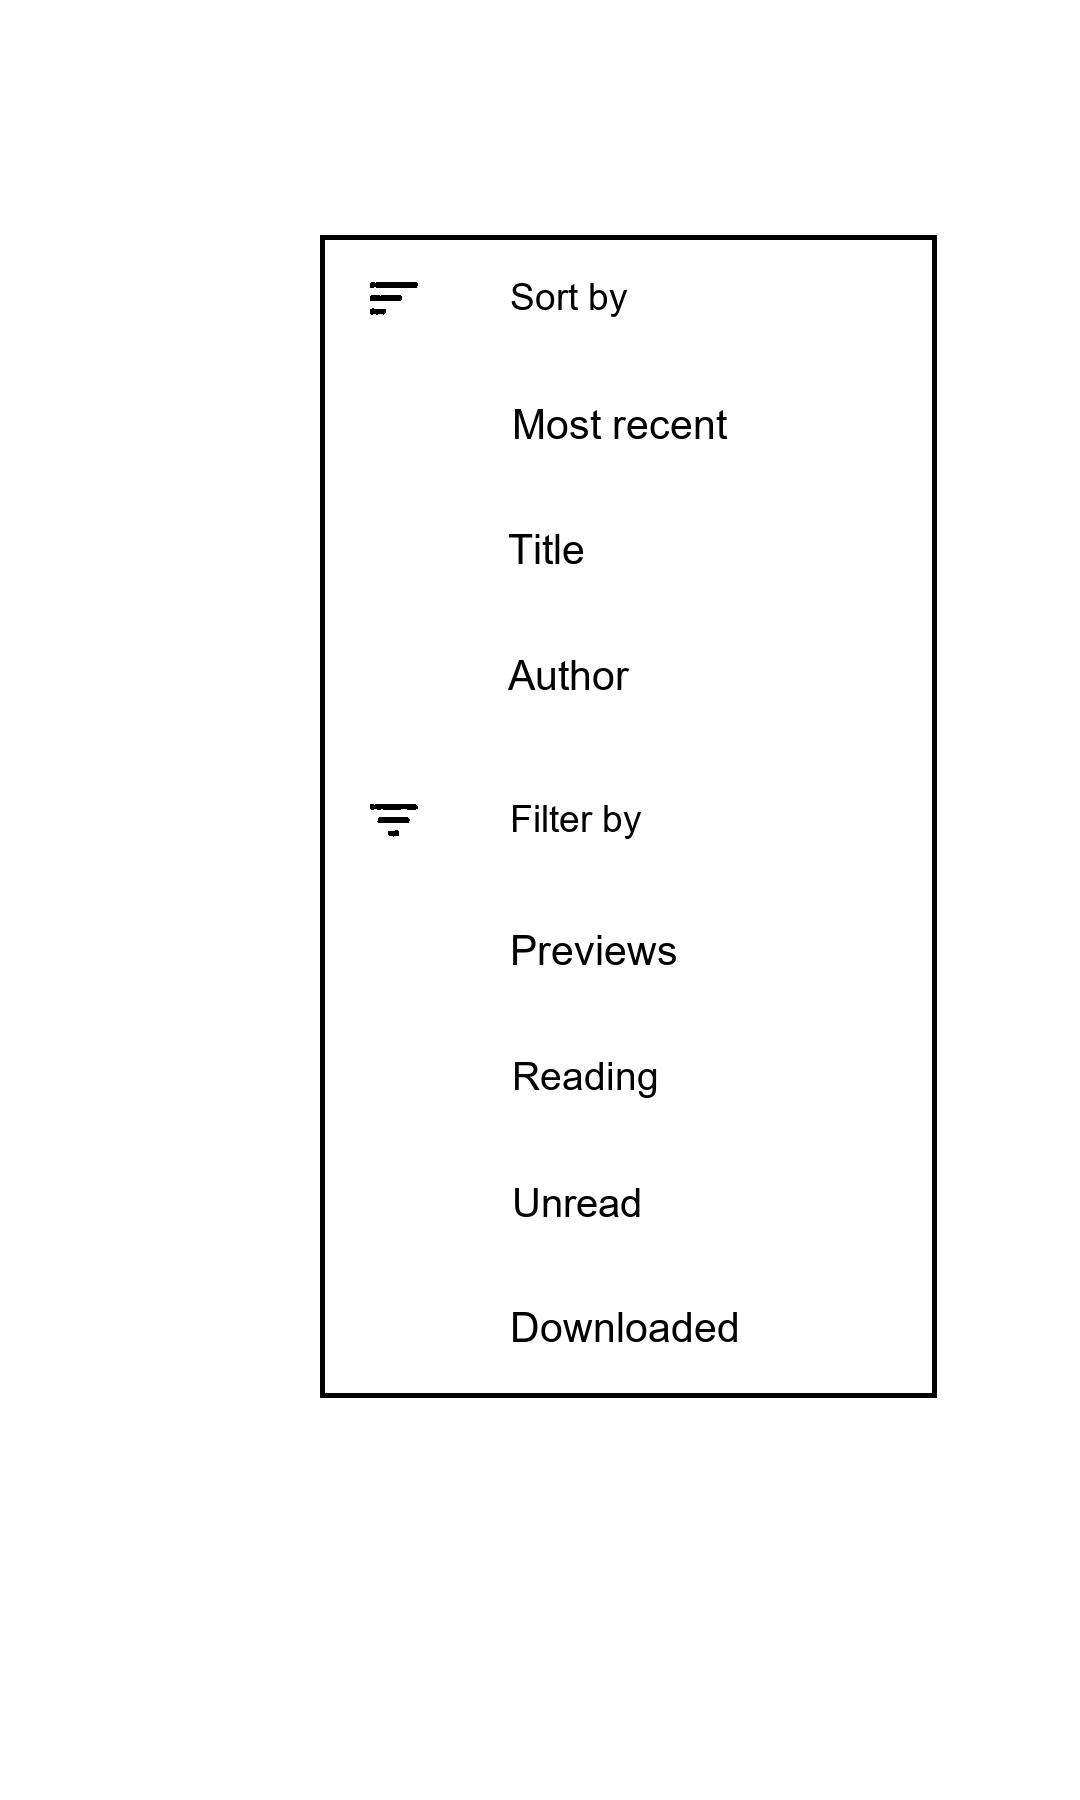 Sort by
Most recent
Title
Author
Filter by
Previews
Reading
Unread
Downloaded